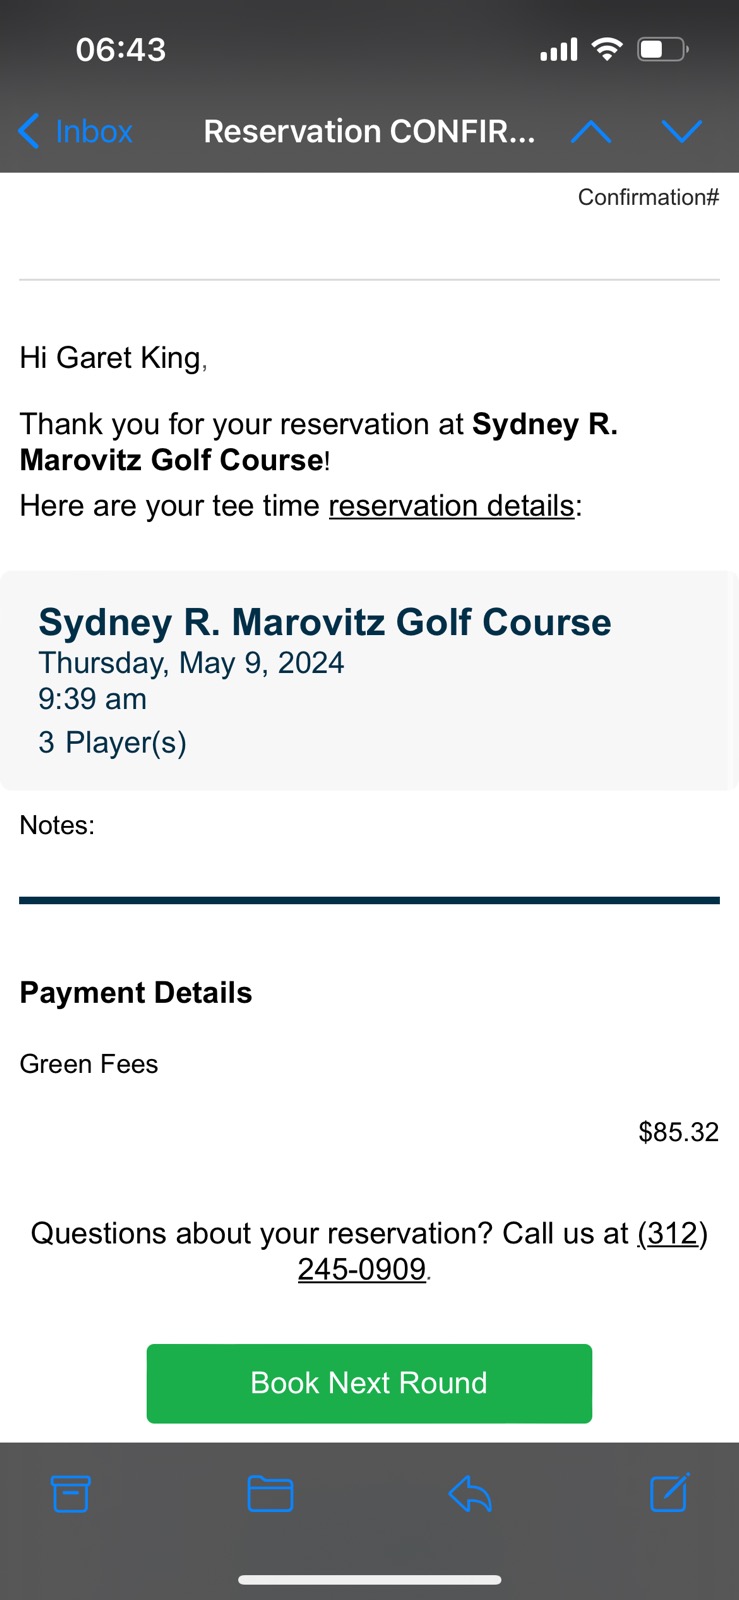 06:43
Inbox
Reservation CONFIR...
Confirmation#
Hi Garet King,
Thank you for your reservation at Sydney R.
Marovitz Golf Course!
Here are your tee time reservation details:
Sydney R. Marovitz Golf Course
Thursday, May 9, 2024
9:39 am
3 Player(s)
Notes:
Payment Details
Green Fees
$85.32
Questions about your reservation? Call us at (312)
245-0909.
Book Next Round